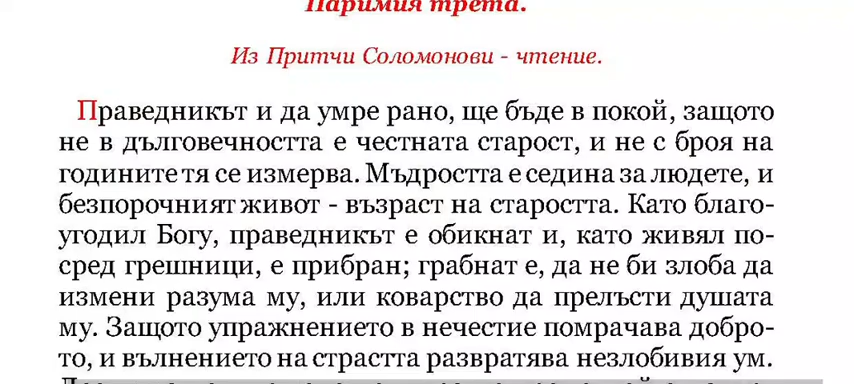 Паримия трета.
Из Притчи Соломонови - чтение.
Праведникът и да умре рано, ще бъде в покой, защото
не в дълговечността е честната старост, и не с броя на
годините тя се измерва. Мъдростта е седина за людете, и
безпорочният живот - възраст на старостта. Като благо-
угодил Богу, праведникът е обикнат и, като живял по-
сред грешници, е прибран; грабнат е, да не би злоба да
измени разума му, или коварство да прелъсти душата
му. Защото упражнението в нечестие помрачава добро-
то, и вълнението на страстта развратява незлобивия ум.